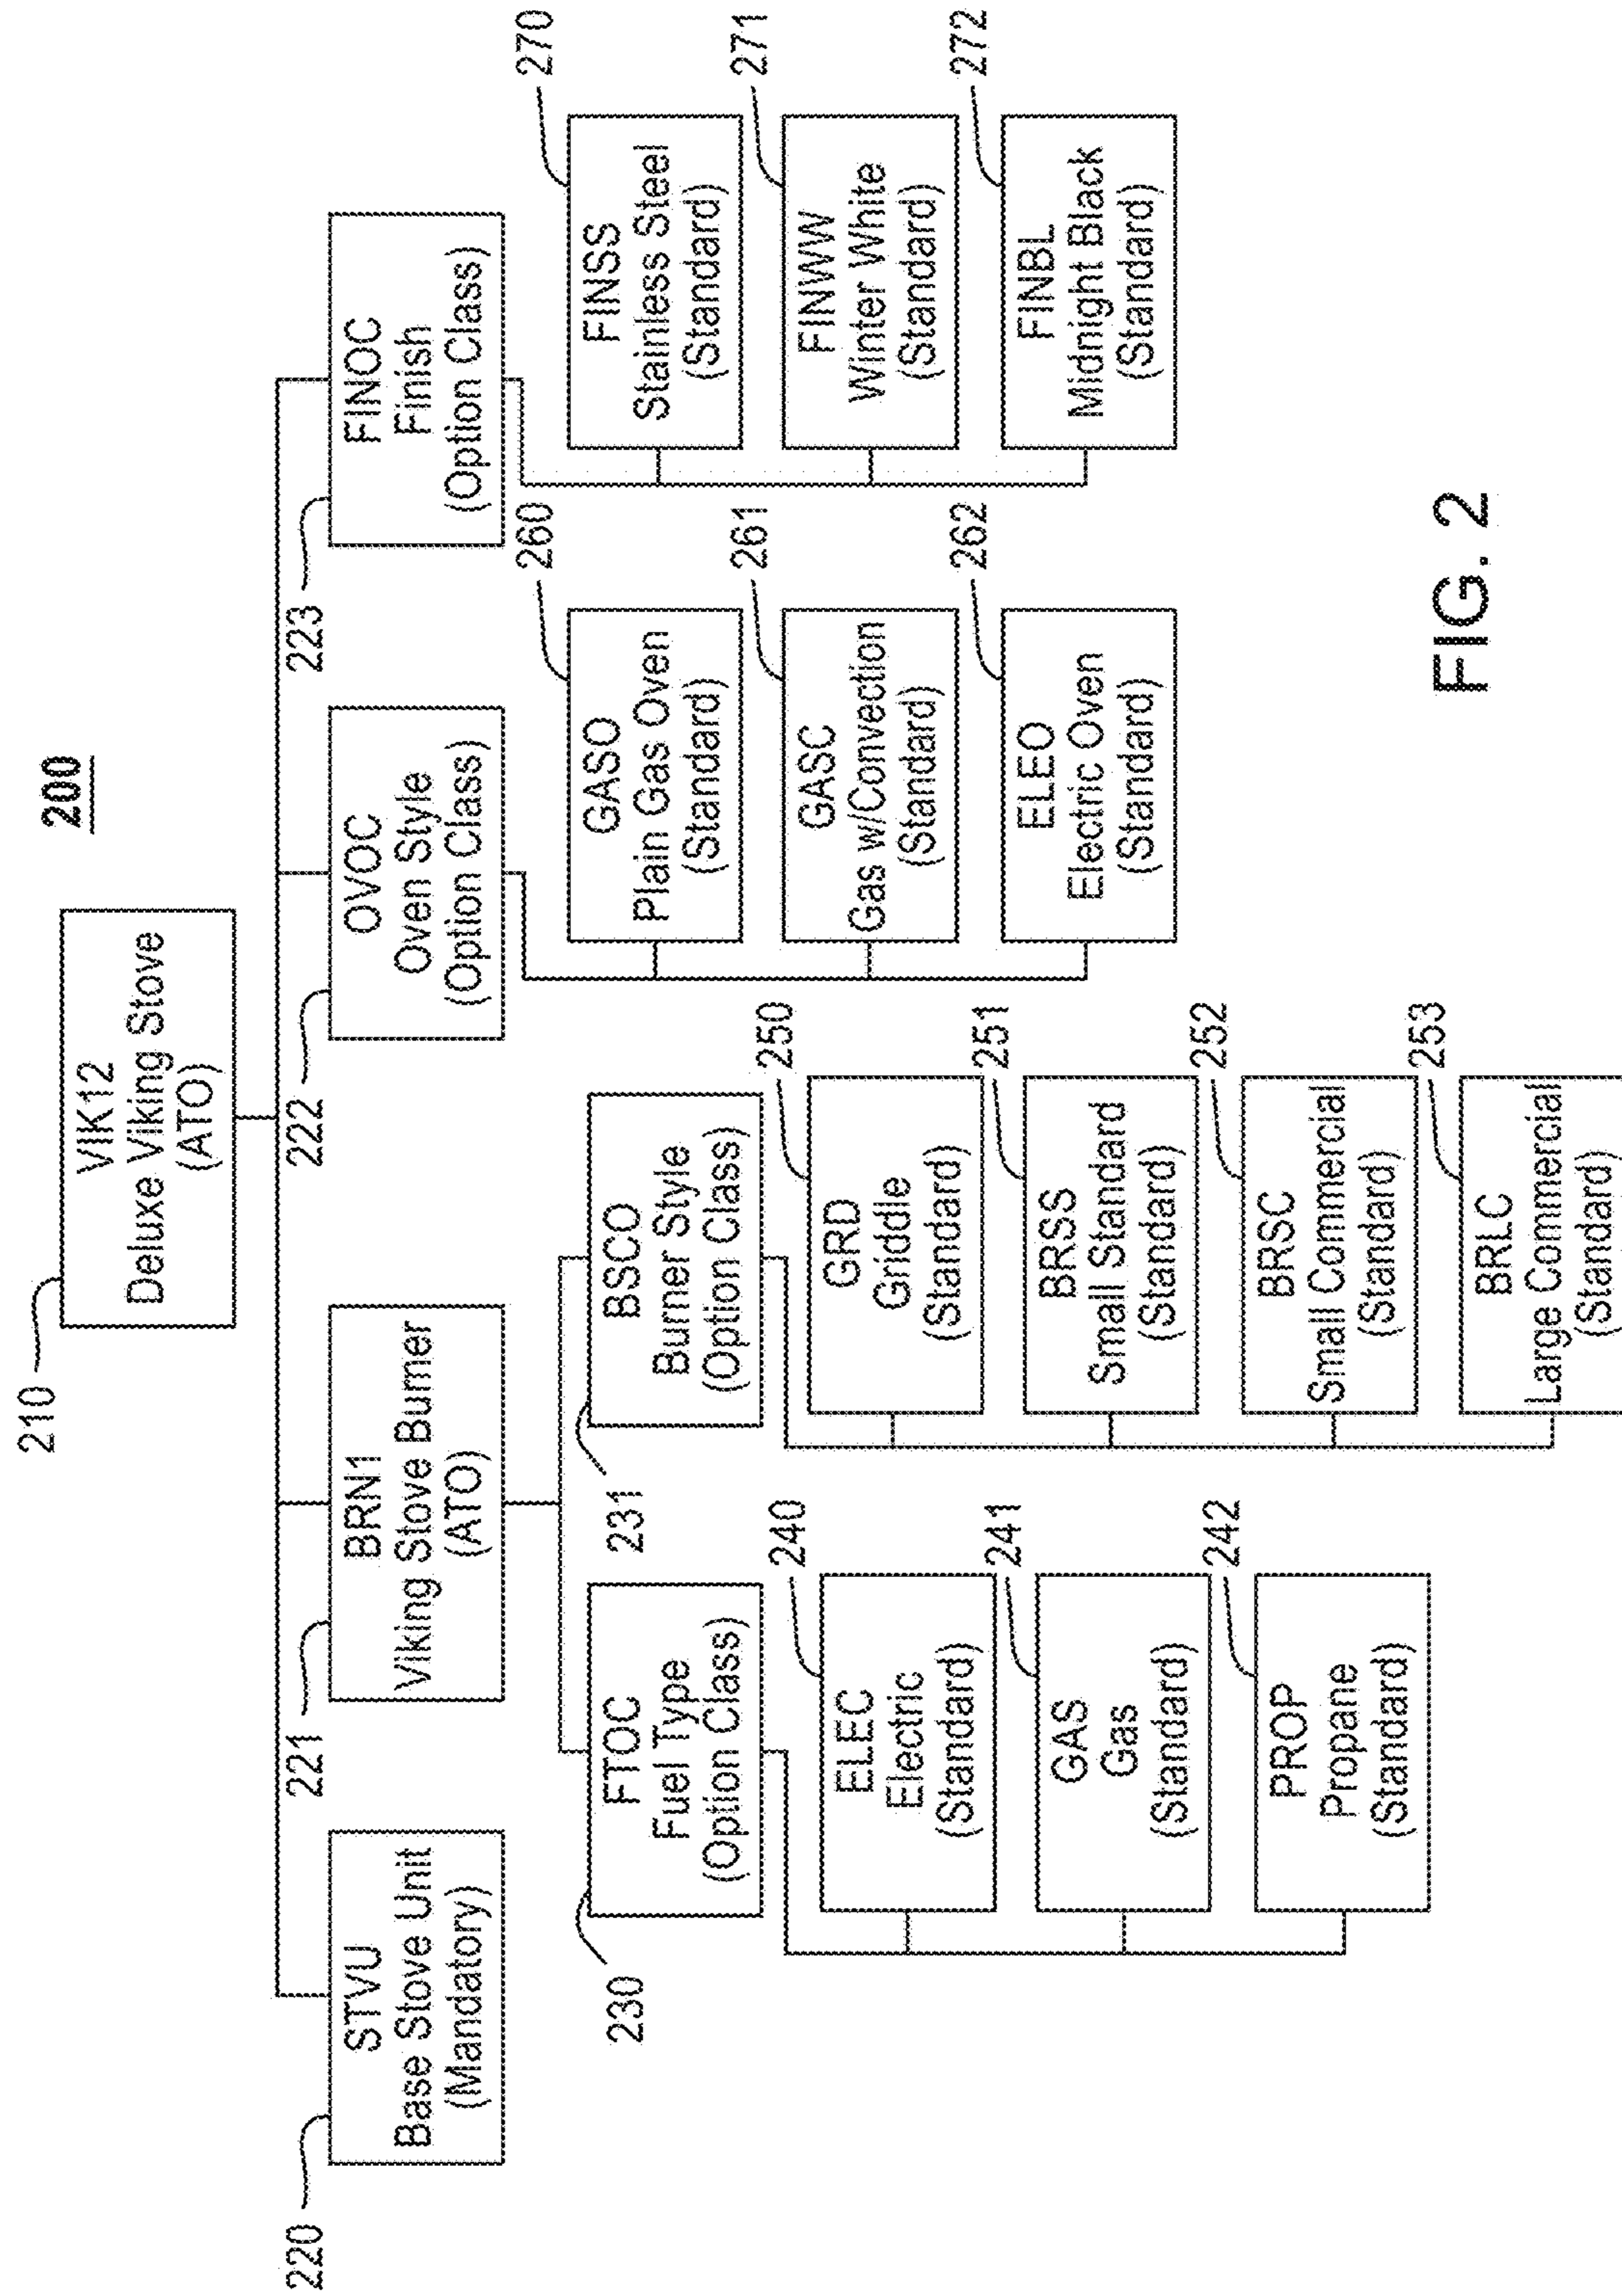 200
210
VIK12
Deluxe Viking Stove
(ATO)
220
STVU
Base Stove Unit
(Mandatory)
221
BRN1
Viking Stove Burner
(ATO)
222
OVOC
Oven Style
(Option Class)
223
FINOC
Finish
(Option Class)
230
FTOC
Fuel Type
(Option Class)
231
BSCO
Burner Style
(Option Class)
240
ELEC
Electric
(Standard)
241
GAS
Gas
(Standard)
242
PROP
Propane
(Standard)
250
GRD
Griddle
(Standard)
251
BRSS
Small Standard
(Standard)
252
BRSC
Small Commercial
(Standard)
253
BRLC
Large Commercial
(Standard)
260
GASO
Plain Gas Oven
(Standard)
261
GASC
Gas w/Convection
(Standard)
262
ELEO
Electric Oven
(Standard)
270
FINSS
Stainless Steel
(Standard)
271
FINWW
Winter White
(Standard)
272
FINBL
Midnight Black
(Standard)
FIG. 2